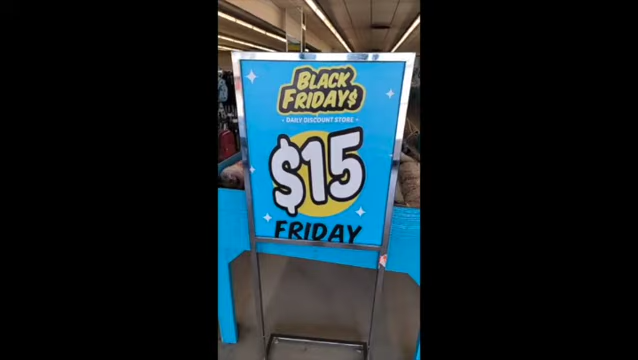 BLACK
FRIDAY$
- DAILY DISCOUNT STORE -
$15
FRIDAY